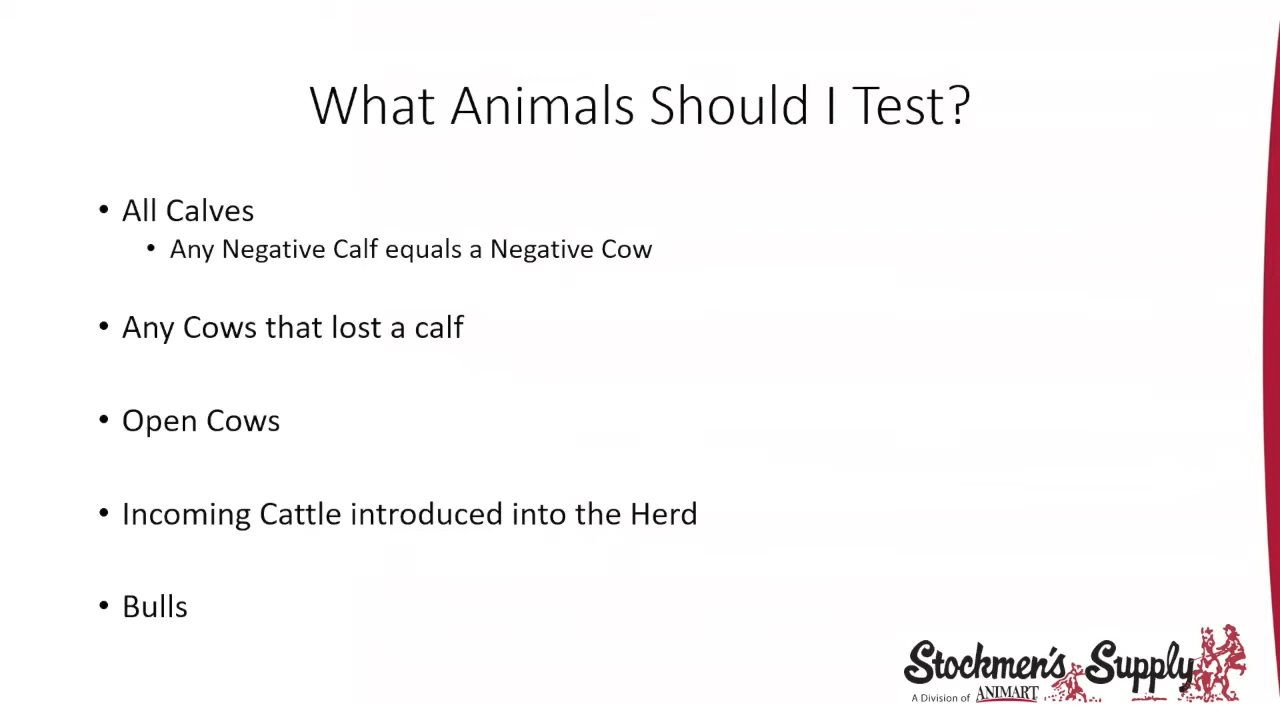 What Animals Should I Test?
• All Calves
• Any Negative Calf equals a Negative Cow
• Any Cows that lost a calf
• Open Cows
• Incoming Cattle introduced into the Herd
• Bulls
Stockmen's Supply
A Division of ANIMART